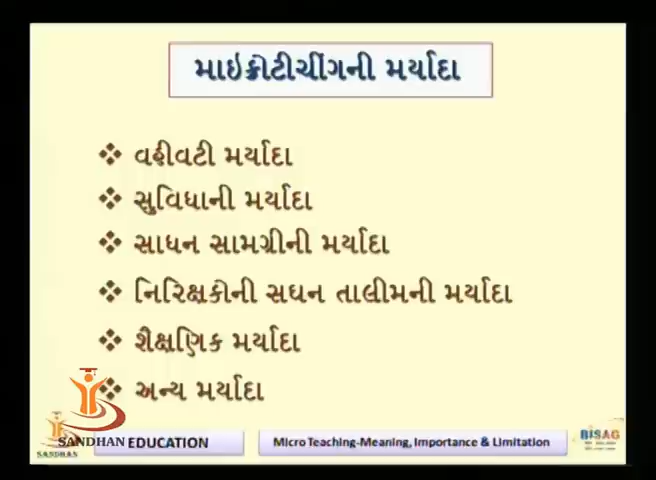 માઇક્રોટીચીંગની મર્યાદા
વહીવટી મર્યાદા
સુવિધાની મર્યાદા
સાધન સામગ્રીની મર્યાદા
નિરિક્ષકોની સઘન તાલીમની મર્યાદા
શૈક્ષણિક મર્યાદા
અન્ય મર્યાદા
SANDHAN EDUCATION
Micro Teaching-Meaning, Importance & Limitation
BISAG
SANDHAN